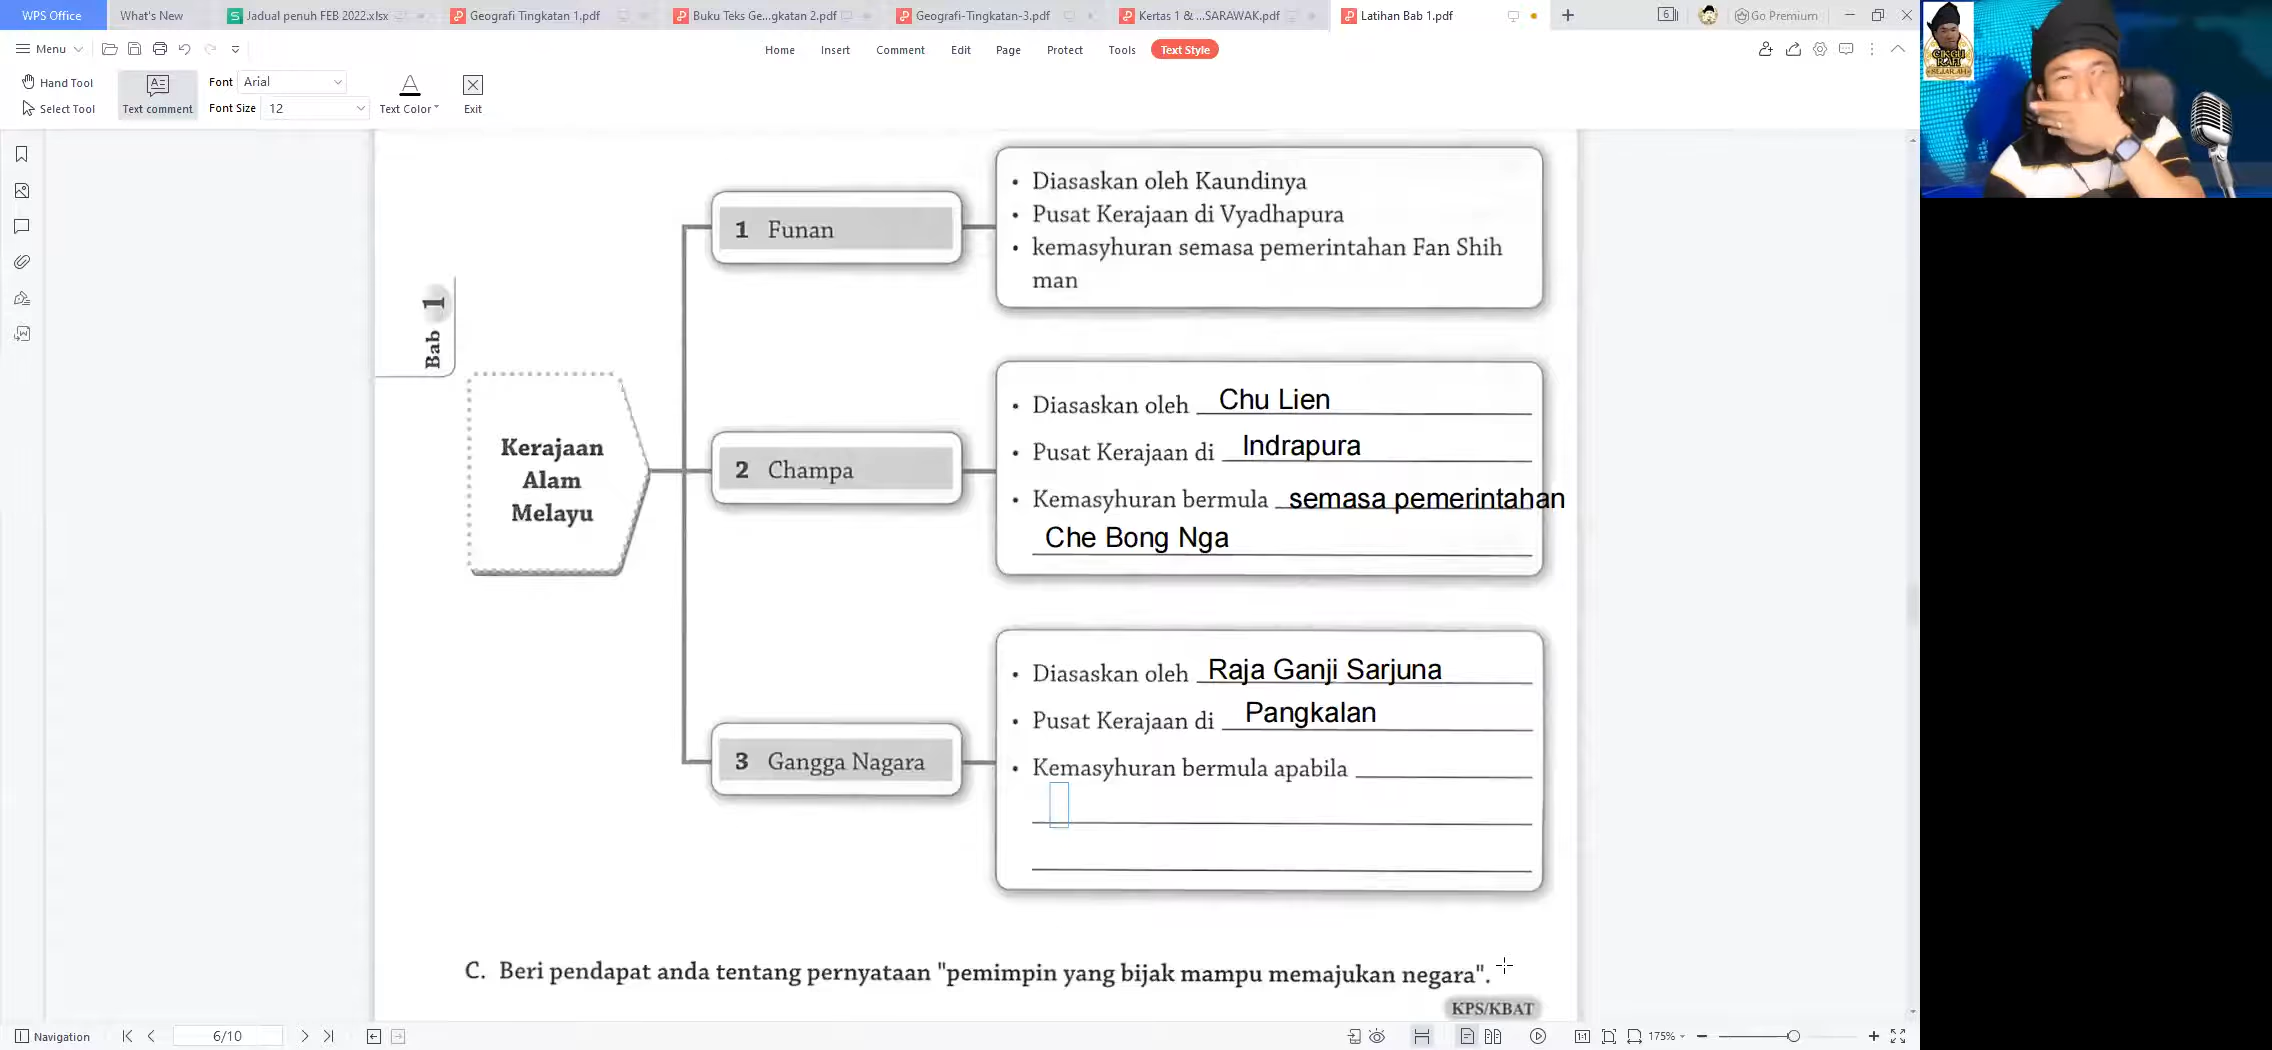 WPS Office
What's New
Jadual penuh FEB 2022.xlsx
Geografi Tingkatan 1.pdf
Buku Teks Ge...gkatan 2.pdf
Geografi-Tingkatan-3.pdf
Kertas 1 & ...SARAWAK.pdf
Latihan Bab 1.pdf
6
Go Premium
Menu
Home
Insert
Comment
Edit
Page
Protect
Tools
Text Style
Hand Tool
Select Tool
Text comment
Font Arial
Font Size 12
Text Color
Exit
CIKGU
RAFI
SEJARAH
Bab 1
Kerajaan
Alam
Melayu
1 Funan
• Diasaskan oleh Kaundinya
• Pusat Kerajaan di Vyadhapura
• kemasyhuran semasa pemerintahan Fan Shih
man
2 Champa
• Diasaskan oleh Chu Lien
• Pusat Kerajaan di Indrapura
• Kemasyhuran bermula semasa pemerintahan
Che Bong Nga
3 Gangga Nagara
• Diasaskan oleh Raja Ganji Sarjuna
• Pusat Kerajaan di Pangkalan
• Kemasyhuran bermula apabila
C. Beri pendapat anda tentang pernyataan "pemimpin yang bijak mampu memajukan negara".
KPS/KBAT
Navigation
6/10
175%